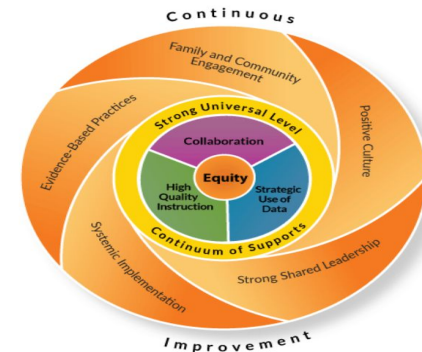 Continuous
Family and Community
Engagement
Positive Culture
Strong Shared Leadership
Systemic Implementation
Evidence-Based Practices
Strong Universal Level
Collaboration
Equity
High
Quality
Instruction
Strategic
Use of
Data
Continuum of Supports
Improvement